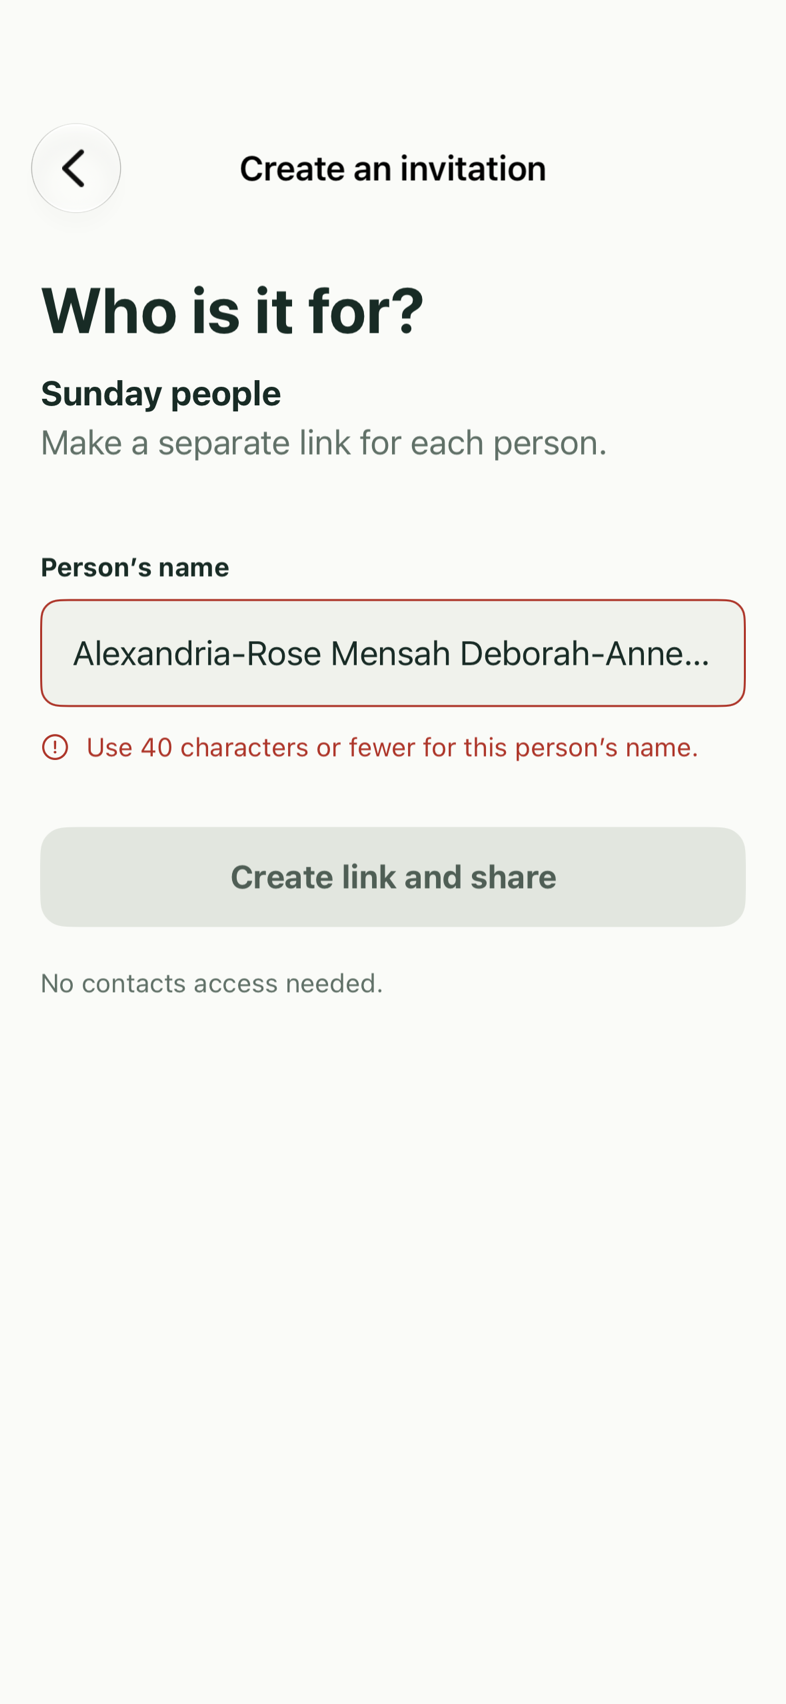 Create an invitation
Who is it for?
Sunday people
Make a separate link for each person.
Person’s name
Alexandria-Rose Mensah Deborah-Anne...
Use 40 characters or fewer for this person’s name.
Create link and share
No contacts access needed.